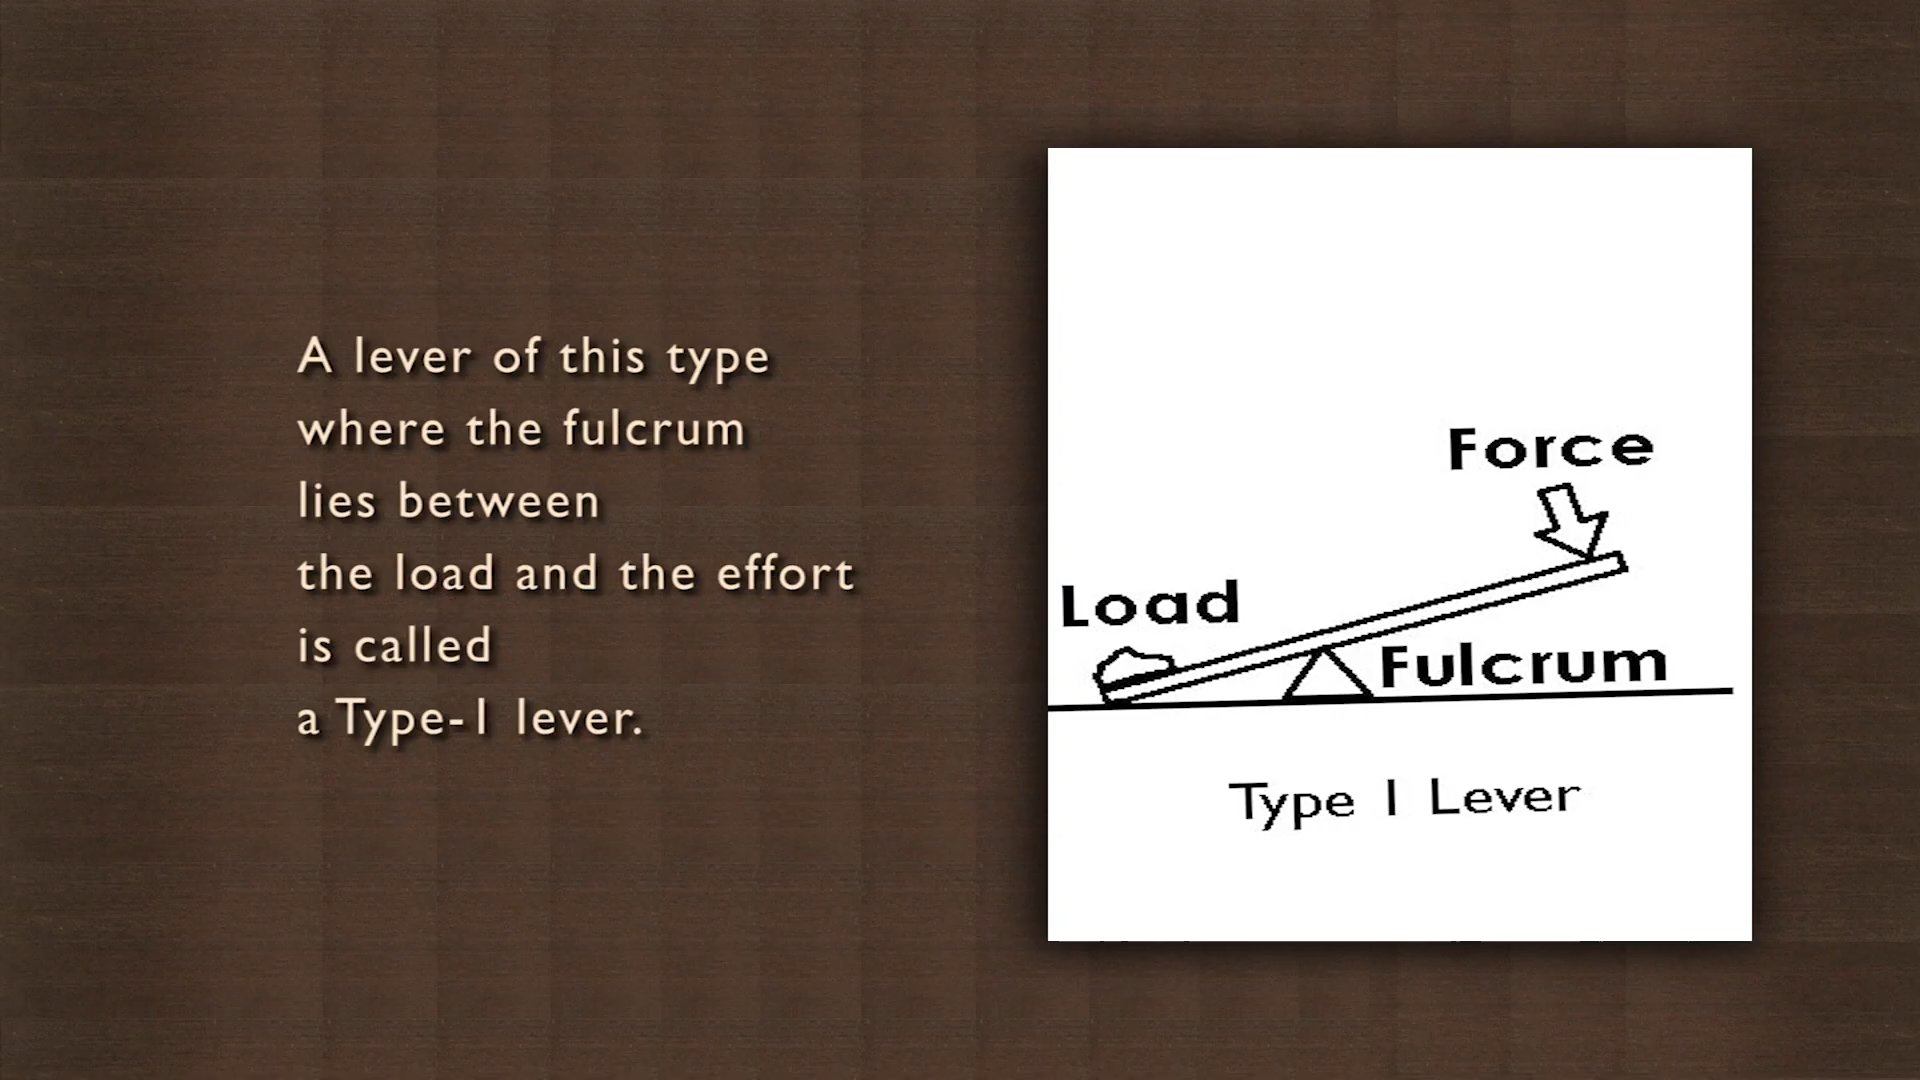 A lever of this type
where the fulcrum
lies between
the load and the effort
is called
a Type-1 lever.
Force
Load
Fulcrum
Type 1 Lever